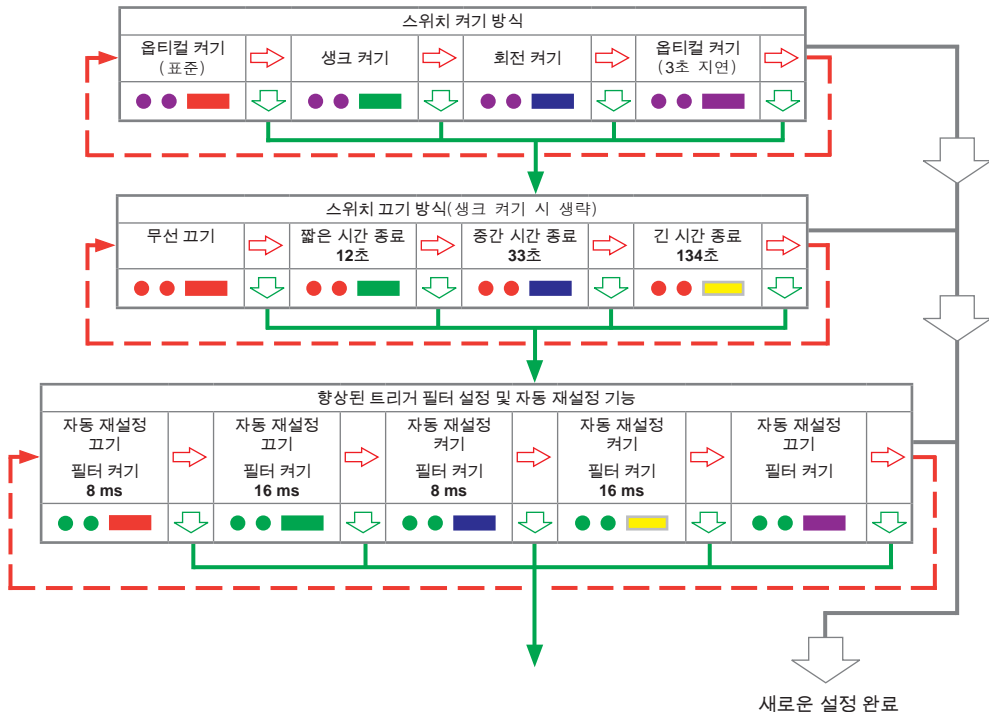 스위치 켜기 방식
옵티컬 켜기
(표준)
생크 켜기
회전 켜기
옵티컬 켜기
(3초 지연)
스위치 끄기 방식(생크 켜기 시 생략)
무선 끄기
짧은 시간 종료
12초
중간 시간 종료
33초
긴 시간 종료
134초
향상된 트리거 필터 설정 및 자동 재설정 기능
자동 재설정
끄기
필터 켜기
8 ms
자동 재설정
끄기
필터 켜기
16 ms
자동 재설정
켜기
필터 켜기
8 ms
자동 재설정
켜기
필터 켜기
16 ms
자동 재설정
끄기
필터 켜기
새로운 설정 완료